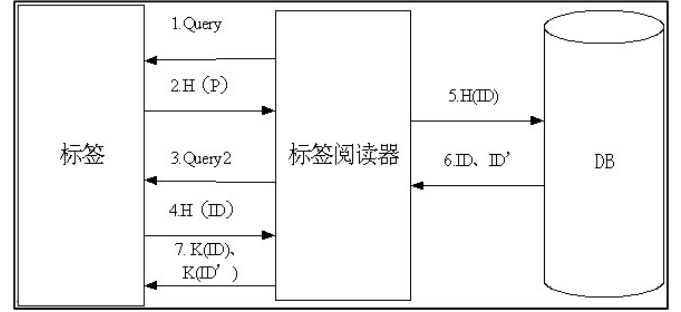 1.Query
2.H（P）
3.Query2
4.H（ID）
7. K(ID)、
K(ID’)
标签
标签阅读器
5.H(ID)
6.ID、ID’
DB